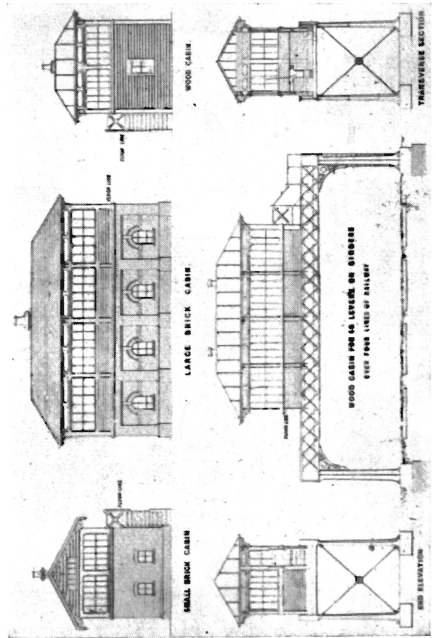 SMALL BRICK CABIN
FLOOR LINE
LARGE BRICK CABIN.
FLOOR LINE
WOOD CABIN.
FLOOR LINE
END ELEVATION
WOOD CABIN FOR 60 LEVERS ON GIRDERS
OVER FOUR LINES OF RAILWAY
FLOOR LINE
TRANSVERSE SECTION